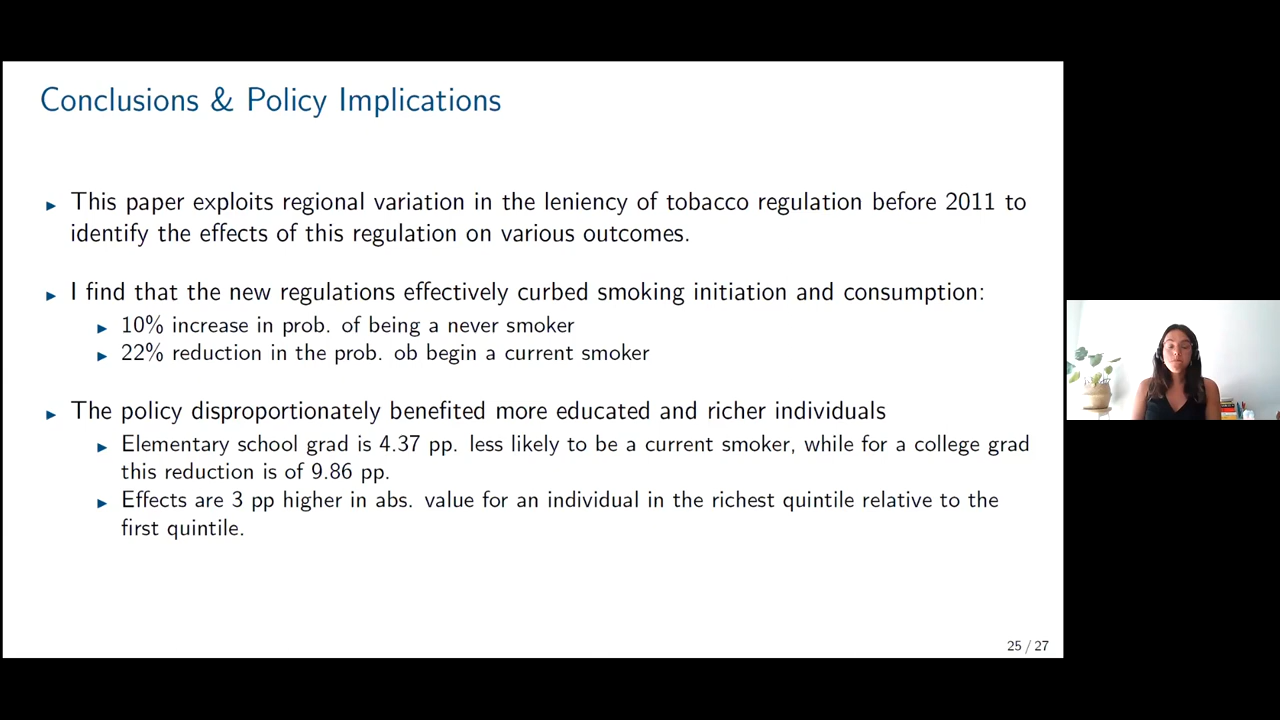 Conclusions & Policy Implications
This paper exploits regional variation in the leniency of tobacco regulation before 2011 to
identify the effects of this regulation on various outcomes.
I find that the new regulations effectively curbed smoking initiation and consumption:
10% increase in prob. of being a never smoker
22% reduction in the prob. ob begin a current smoker
The policy disproportionately benefited more educated and richer individuals
Elementary school grad is 4.37 pp. less likely to be a current smoker, while for a college grad
this reduction is of 9.86 pp.
Effects are 3 pp higher in abs. value for an individual in the richest quintile relative to the
first quintile.
25 / 27